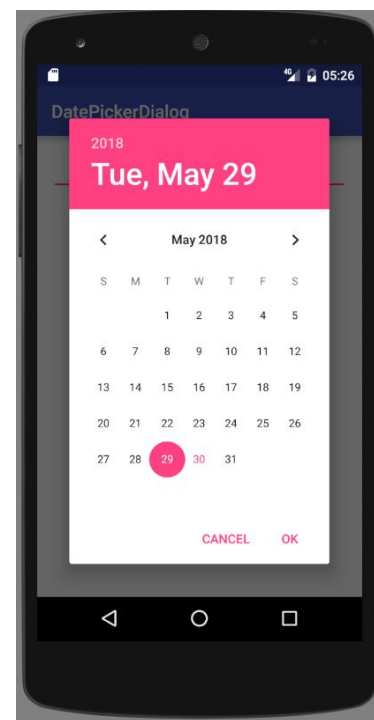 4G 05:26
DatePickerDialog
2018
Tue, May 29
May 2018
S M T W T F S
1 2 3 4 5
6 7 8 9 10 11 12
13 14 15 16 17 18 19
20 21 22 23 24 25 26
27 28 29 30 31
CANCEL OK